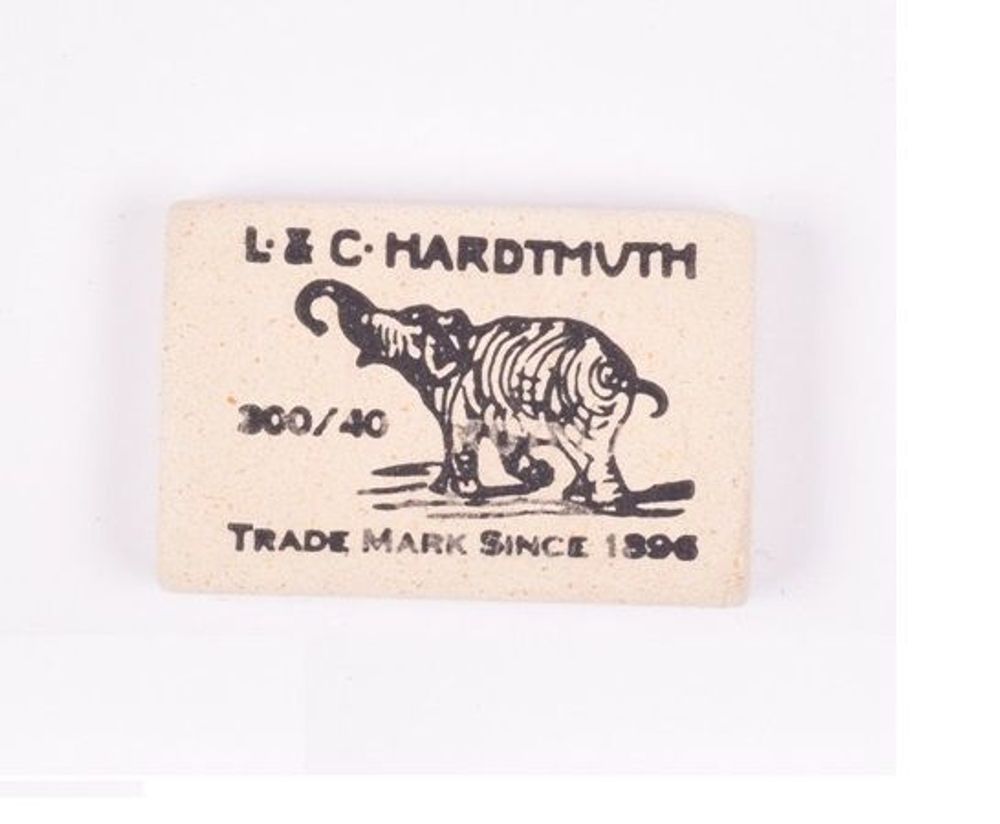 L. & C. HARDTMUTH
300/40
TRADE MARK SINCE 1896